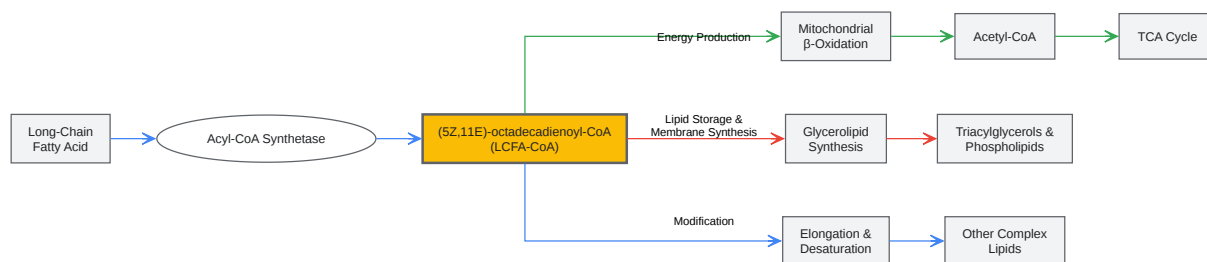 Energy Production
Mitochondrial
β-Oxidation
Acetyl-CoA
TCA Cycle
Long-Chain
Fatty Acid
Acyl-CoA Synthetase
(5Z,11E)-octadecadienoyl-CoA
(LCFA-CoA)
Lipid Storage &
Membrane Synthesis
Glycerolipid
Synthesis
Triacylglycerols &
Phospholipids
Modification
Elongation &
Desaturation
Other Complex
Lipids